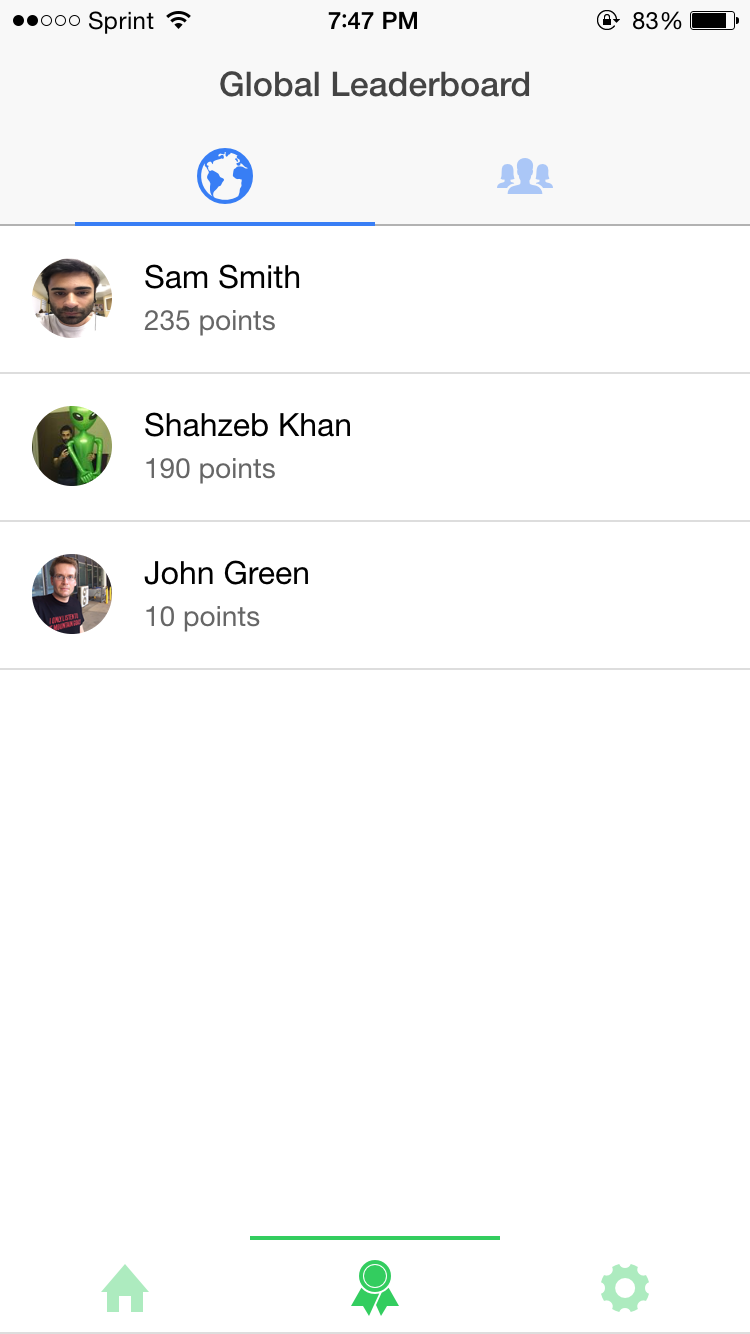 Sprint 7:47 PM 83%
Global Leaderboard
Sam Smith
235 points
Shahzeb Khan
190 points
John Green
10 points